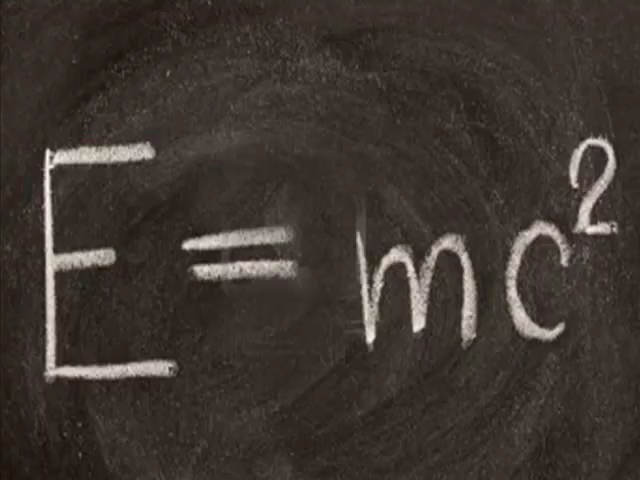 E = mc²